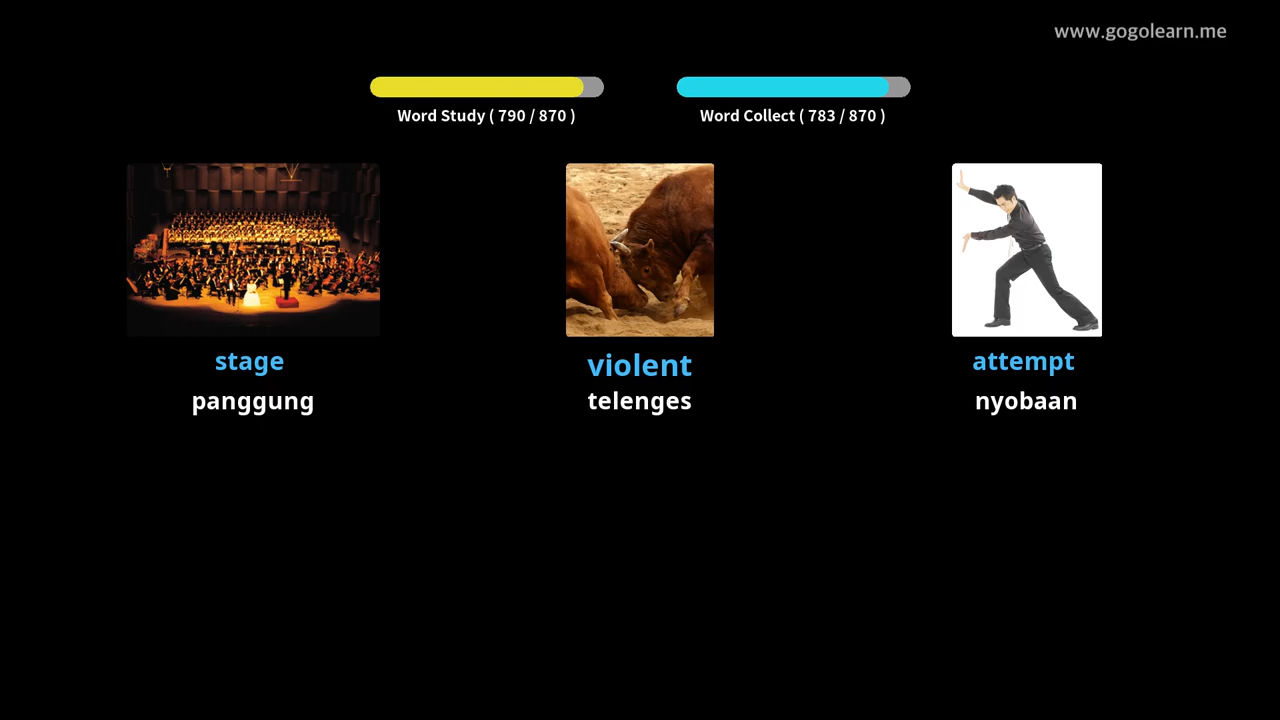 www.gogolearn.me
Word Study ( 790 / 870 )
Word Collect ( 783 / 870 )
stage
violent
attempt
panggung
telenges
nyobaan